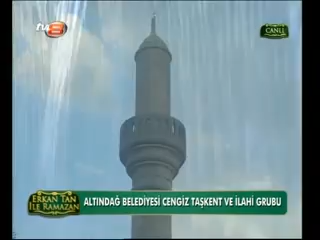 tv8
CANLI
ERKAN TAN
İLE RAMAZAN
ALTINDAĞ BELEDİYESİ CENGİZ TAŞKENT VE İLAHİ GRUBU